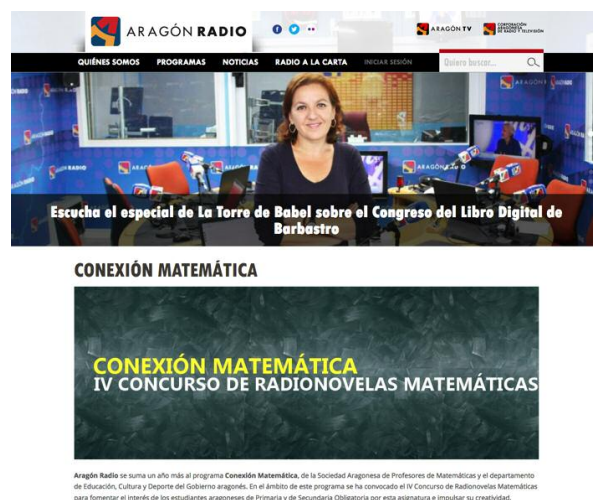 ARAGÓN RADIO
ARAGÓN TV
CORPORACIÓN
ARAGONESA
DE RADIO Y TELEVISIÓN
QUIÉNES SOMOS PROGRAMAS NOTICIAS RADIO A LA CARTA INICIAR SESIÓN Quiero buscar...
Escucha el especial de La Torre de Babel sobre el Congreso del Libro Digital de
Barbastro
CONEXIÓN MATEMÁTICA
CONEXIÓN MATEMÁTICA
IV CONCURSO DE RADIONOVELAS MATEMÁTICAS
Aragón Radio se suma un año más al programa Conexión Matemática, de la Sociedad Aragonesa de Profesores de Matemáticas y el departamento
de Educación, Cultura y Deporte del Gobierno aragonés. En el ámbito de este programa se ha convocado el IV Concurso de Radionovelas Matemáticas
para fomentar el interés de los estudiantes aragoneses de Primaria y de Secundaria Obligatoria por esta asignatura e impulsar su creatividad.